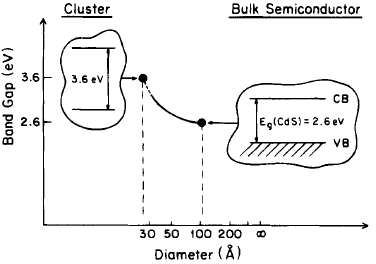 Cluster
Bulk Semiconductor
Band Gap (eV)
3.6
2.6
3.6 eV
CB
Eg(CdS) = 2.6 eV
VB
30 50 100 200 ∞
Diameter (Å)